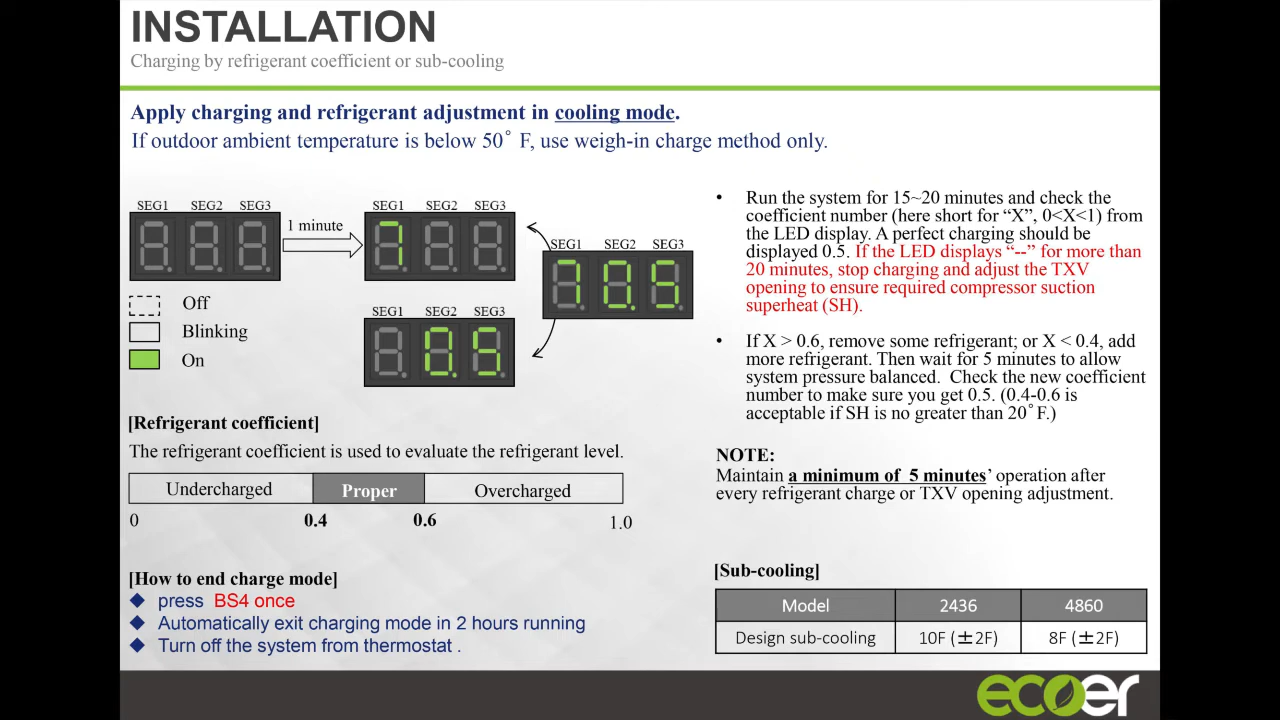 INSTALLATION
Charging by refrigerant coefficient or sub-cooling
Apply charging and refrigerant adjustment in cooling mode.
If outdoor ambient temperature is below 50˚ F, use weigh-in charge method only.
SEG1 SEG2 SEG3
1 minute
SEG1 SEG2 SEG3
7
SEG1 SEG2 SEG3
7 0.5
SEG1 SEG2 SEG3
0.5
Off
Blinking
On
[Refrigerant coefficient]
The refrigerant coefficient is used to evaluate the refrigerant level.
Undercharged Proper Overcharged
0 0.4 0.6 1.0
[How to end charge mode]
◆ press BS4 once
◆ Automatically exit charging mode in 2 hours running
◆ Turn off the system from thermostat .
• Run the system for 15~20 minutes and check the
coefficient number (here short for “X”, 0<X<1) from
the LED display. A perfect charging should be
displayed 0.5. If the LED displays “--” for more than
20 minutes, stop charging and adjust the TXV
opening to ensure required compressor suction
superheat (SH).
• If X > 0.6, remove some refrigerant; or X < 0.4, add
more refrigerant. Then wait for 5 minutes to allow
system pressure balanced. Check the new coefficient
number to make sure you get 0.5. (0.4-0.6 is
acceptable if SH is no greater than 20˚F.)
NOTE:
Maintain a minimum of 5 minutes’ operation after
every refrigerant charge or TXV opening adjustment.
[Sub-cooling]
Model 2436 4860
Design sub-cooling 10F (±2F) 8F (±2F)
ecoer